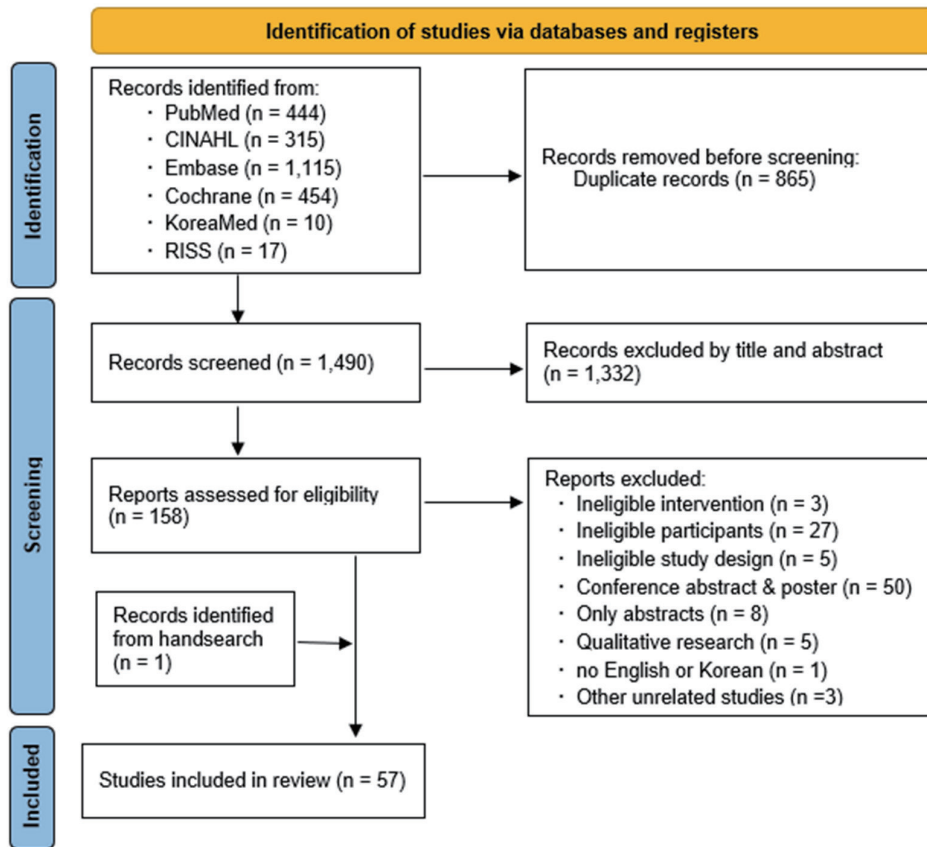 Identification of studies via databases and registers
Identification
Records identified from:
· PubMed (n = 444)
· CINAHL (n = 315)
· Embase (n = 1,115)
· Cochrane (n = 454)
· KoreaMed (n = 10)
· RISS (n = 17)
Records removed before screening:
Duplicate records (n = 865)
Screening
Records screened (n = 1,490)
Records excluded by title and abstract
(n = 1,332)
Reports assessed for eligibility
(n = 158)
Reports excluded:
· Ineligible intervention (n = 3)
· Ineligible participants (n = 27)
· Ineligible study design (n = 5)
· Conference abstract & poster (n = 50)
· Only abstracts (n = 8)
· Qualitative research (n = 5)
· no English or Korean (n = 1)
· Other unrelated studies (n =3)
Records identified
from handsearch
(n = 1)
Included
Studies included in review (n = 57)